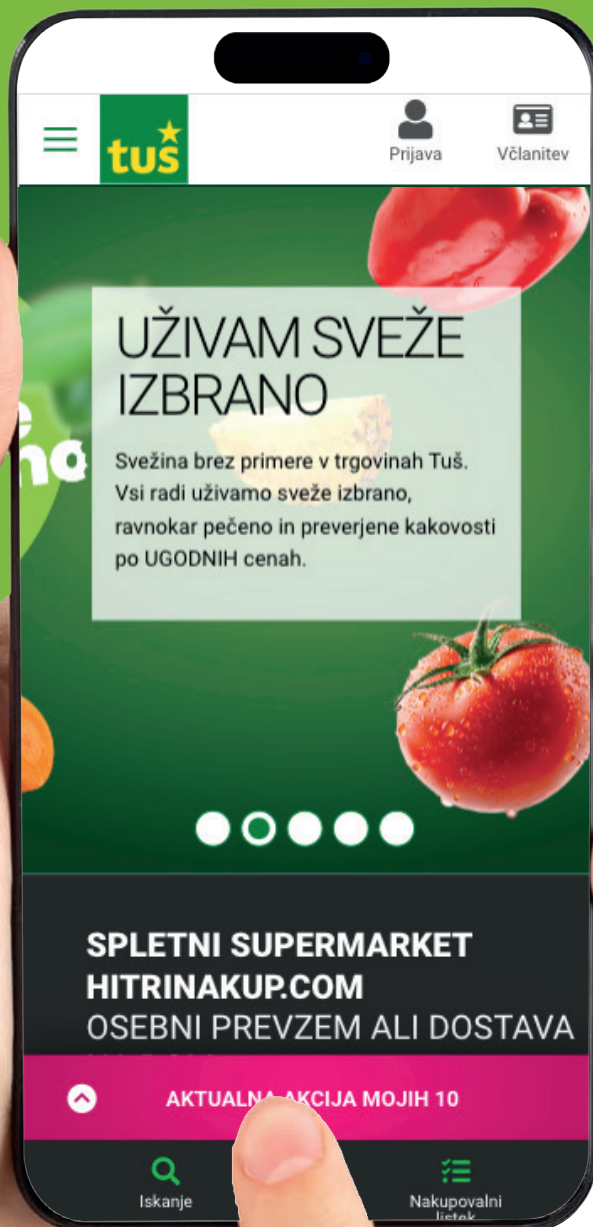 tuš
Prijava
Včlanitev
UŽIVAM SVEŽE
IZBRANO
Svežina brez primere v trgovinah Tuš.
Vsi radi uživamo sveže izbrano,
ravnokar pečeno in preverjene kakovosti
po UGODNIH cenah.
SPLETNI SUPERMARKET
HITRINAKUP.COM
OSEBNI PREVZEM ALI DOSTAVA
AKTUALNA AKCIJA MOJIH 10
Iskanje
Nakupovalni
listek